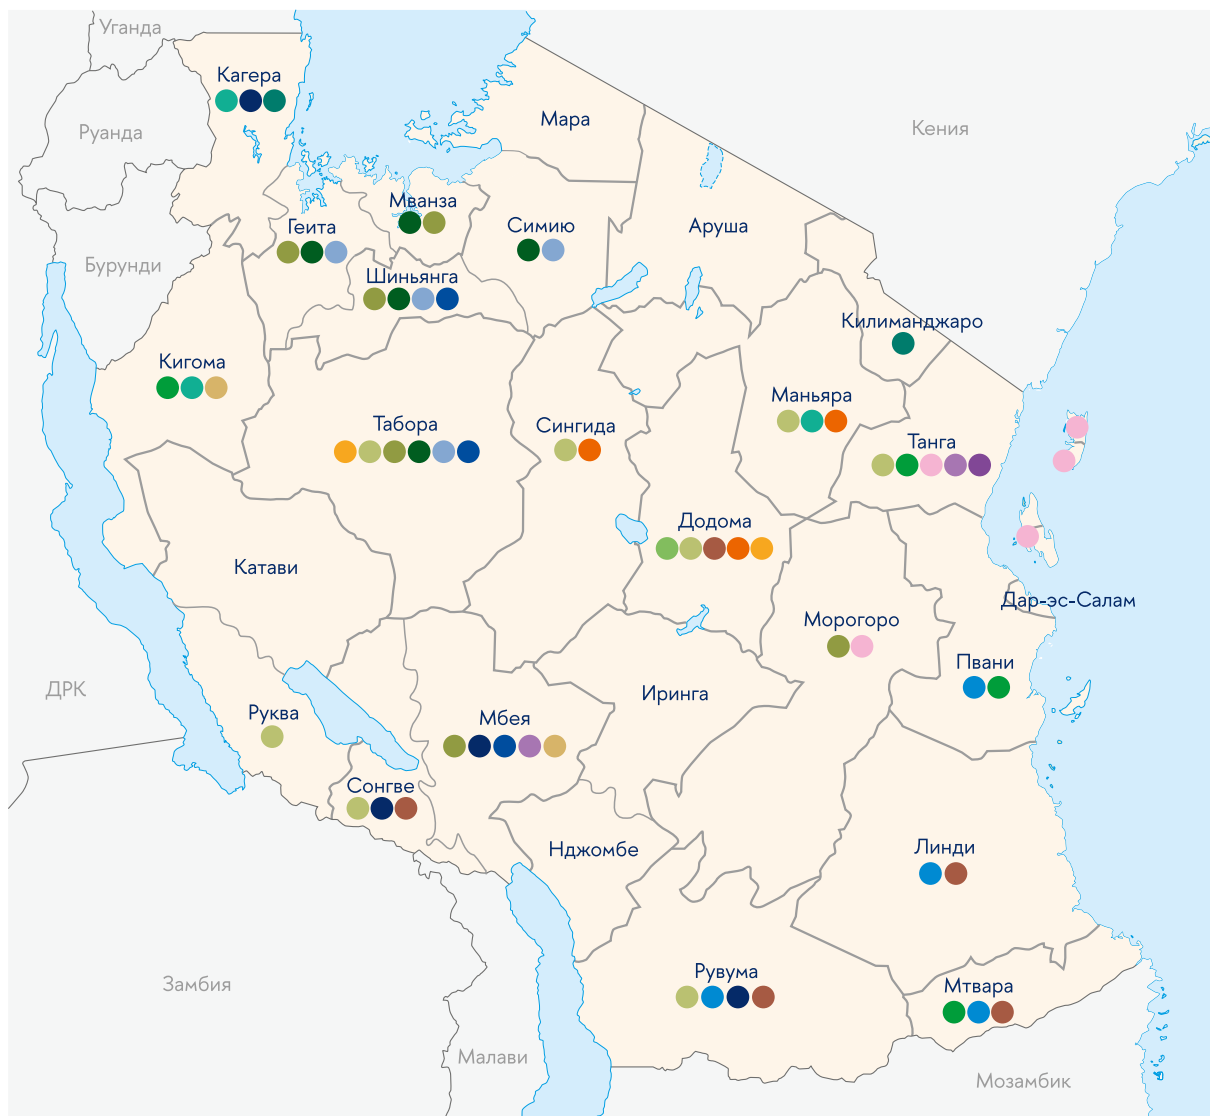 Уганда
Кагера
Мара
Руанда
Кения
Мванза
Геита
Симию
Аруша
Бурунди
Шиньянга
Килиманджаро
Кигома
Маньяра
Табора
Сингида
Танга
Додома
Катави
Дар-эс-Салам
Морогоро
Пвани
ДРК
Иринга
Руква
Мбея
Сонгве
Линди
Нджомбе
Рувума
Замбия
Мтвара
Малави
Мозамбик